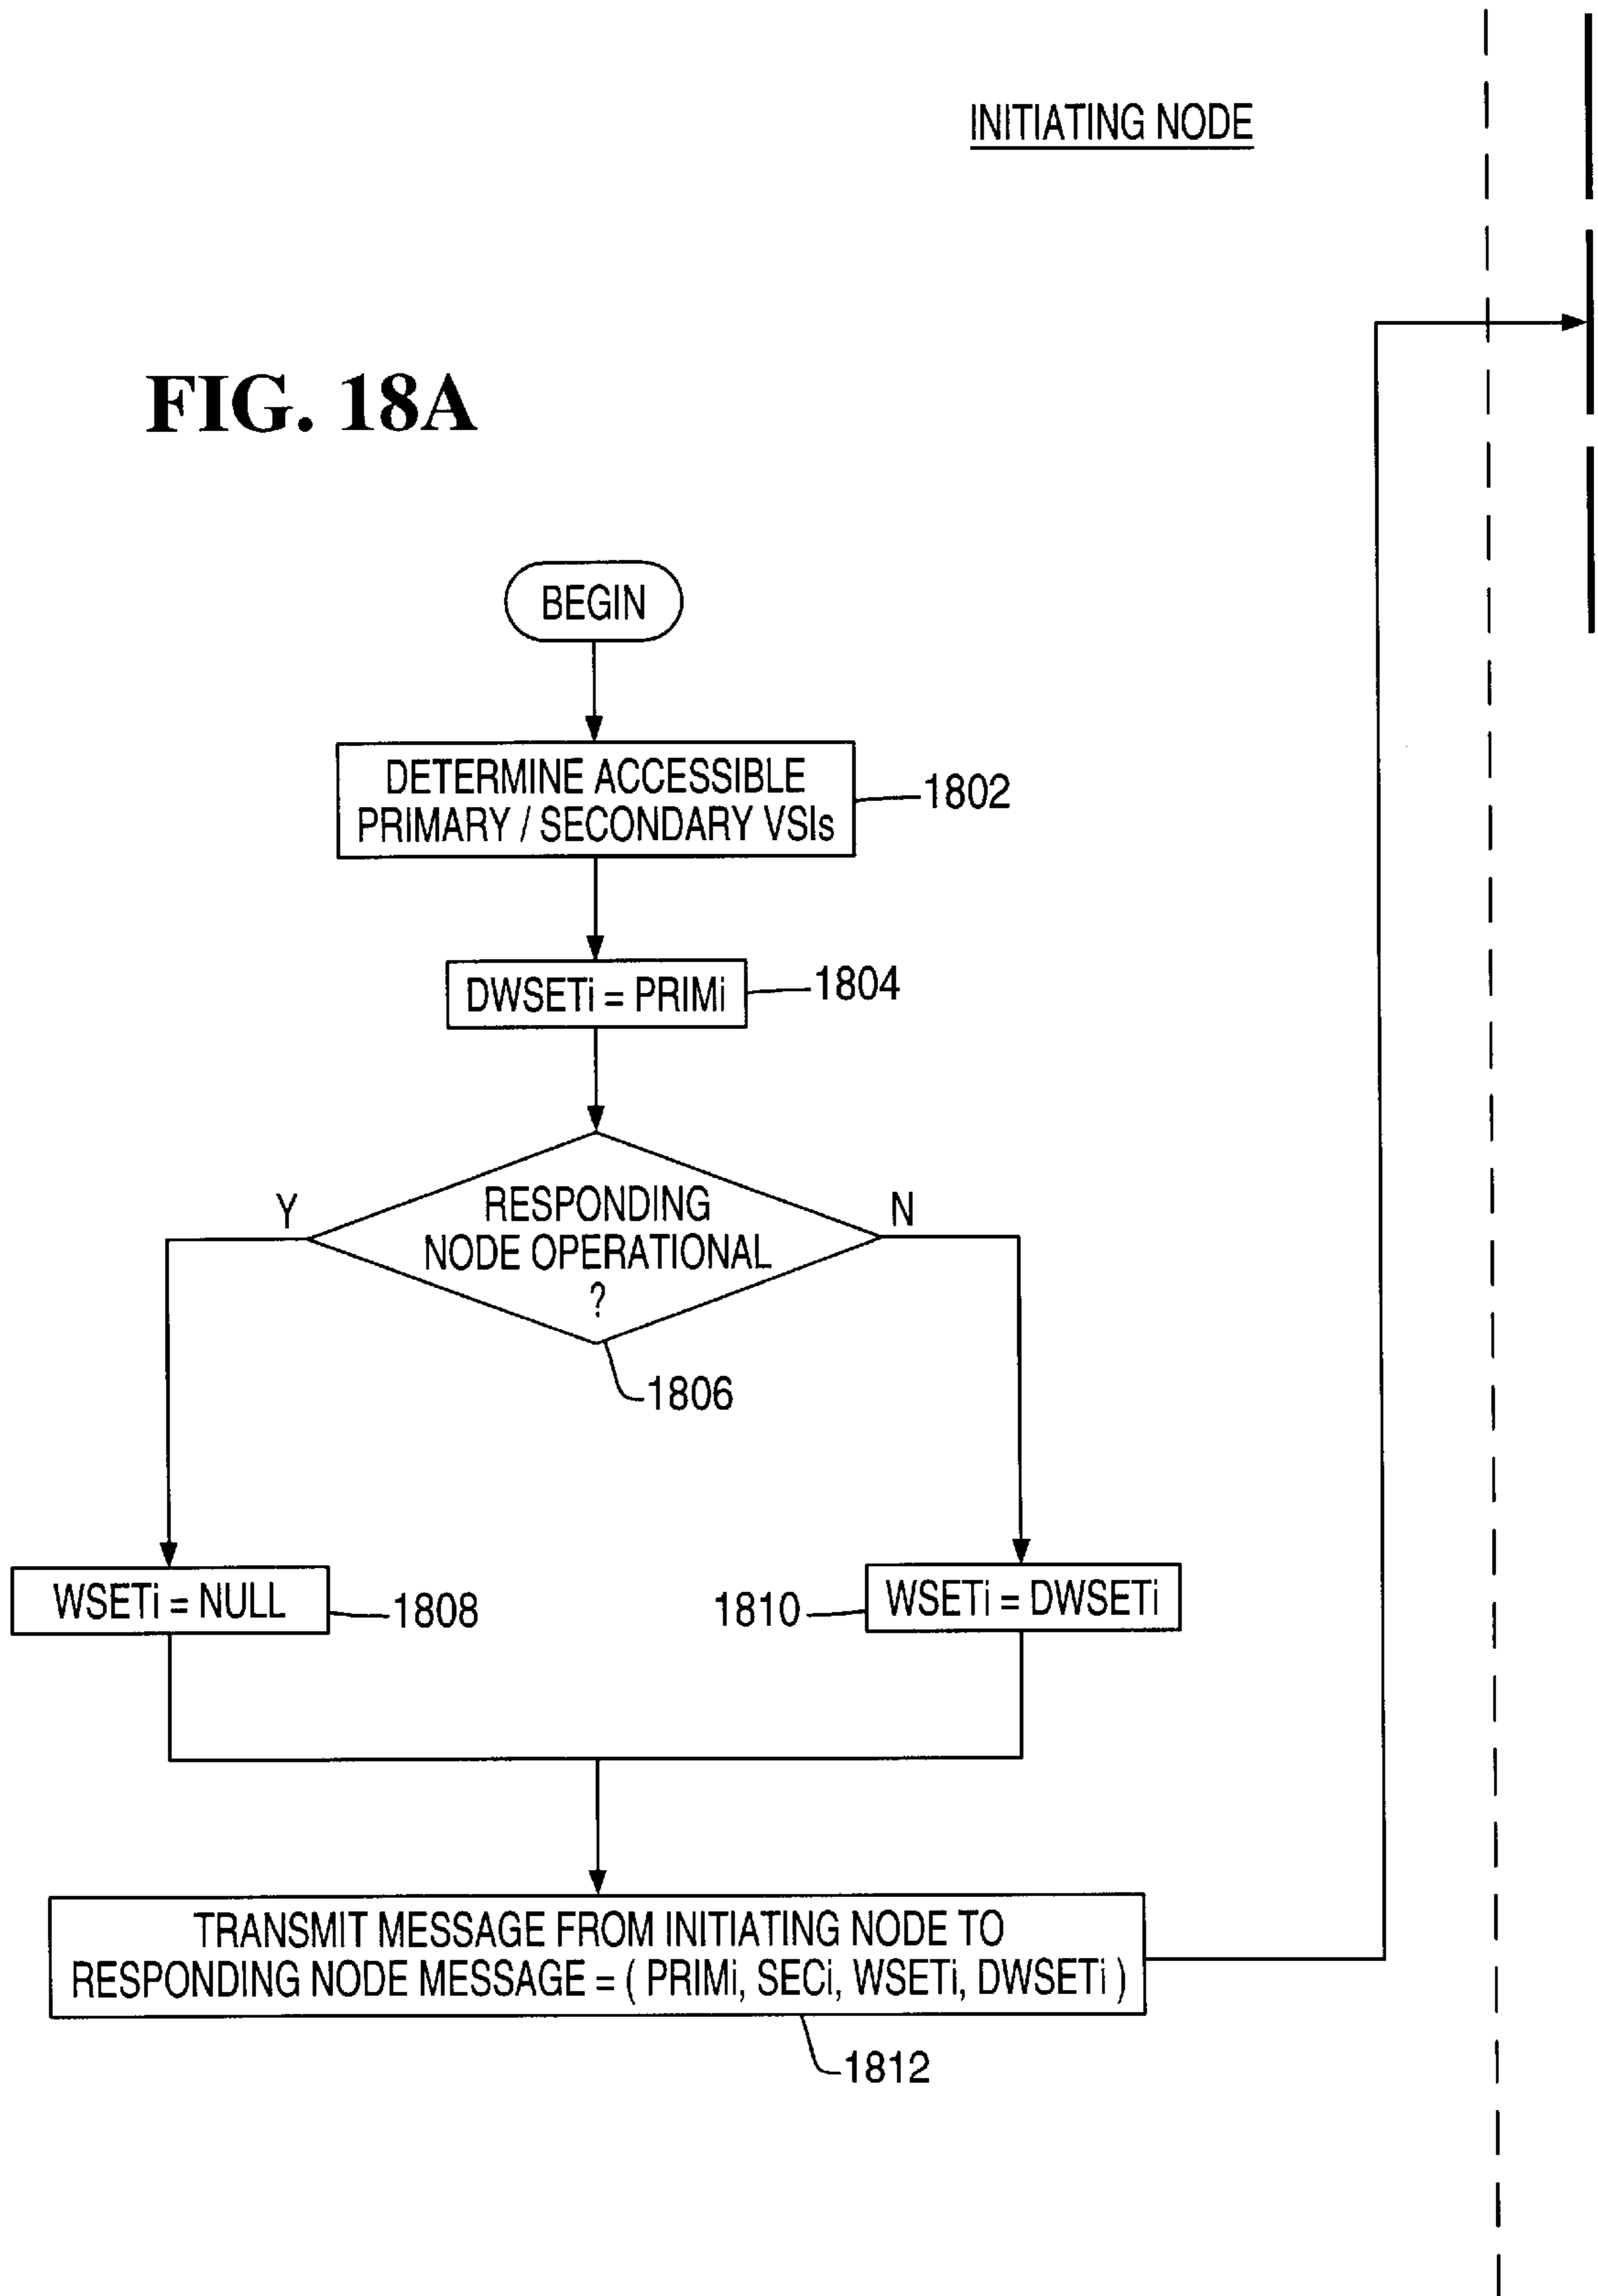 INITIATING NODE
FIG. 18A
BEGIN
DETERMINE ACCESSIBLE
PRIMARY / SECONDARY VSIs
1802
DWSETi = PRIMi
1804
Y
RESPONDING
NODE OPERATIONAL
?
N
1806
WSETi = NULL
1808
1810
WSETi = DWSETi
TRANSMIT MESSAGE FROM INITIATING NODE TO
RESPONDING NODE MESSAGE = ( PRIMi, SECi, WSETi, DWSETi )
1812